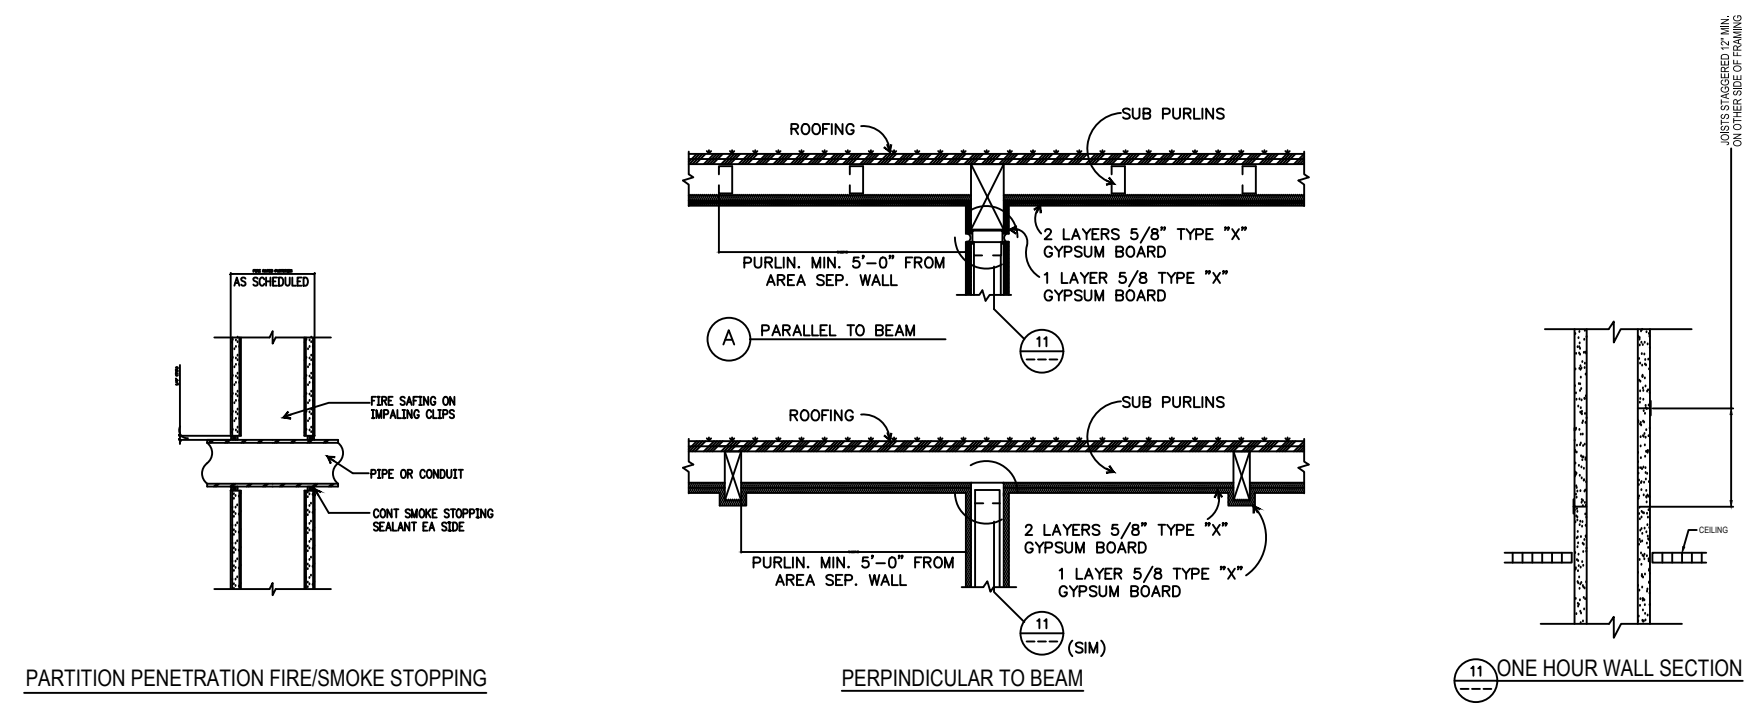 AS SCHEDULED
FIRE SAFING ON
IMPALING CLIPS
PIPE OR CONDUIT
CONT SMOKE STOPPING
SEALANT EA SIDE
PARTITION PENETRATION FIRE/SMOKE STOPPING
ROOFING
SUB PURLINS
2 LAYERS 5/8" TYPE "X"
GYPSUM BOARD
1 LAYER 5/8 TYPE "X"
GYPSUM BOARD
PURLIN. MIN. 5'-0" FROM
AREA SEP. WALL
A
PARALLEL TO BEAM
11
----
ROOFING
SUB PURLINS
2 LAYERS 5/8" TYPE "X"
GYPSUM BOARD
1 LAYER 5/8 TYPE "X"
GYPSUM BOARD
PURLIN. MIN. 5'-0" FROM
AREA SEP. WALL
11
----
(SIM)
PERPINDICULAR TO BEAM
JOISTS STAGGERED 12" MIN.
ON OTHER SIDE OF FRAMING
CEILING
11
----
ONE HOUR WALL SECTION